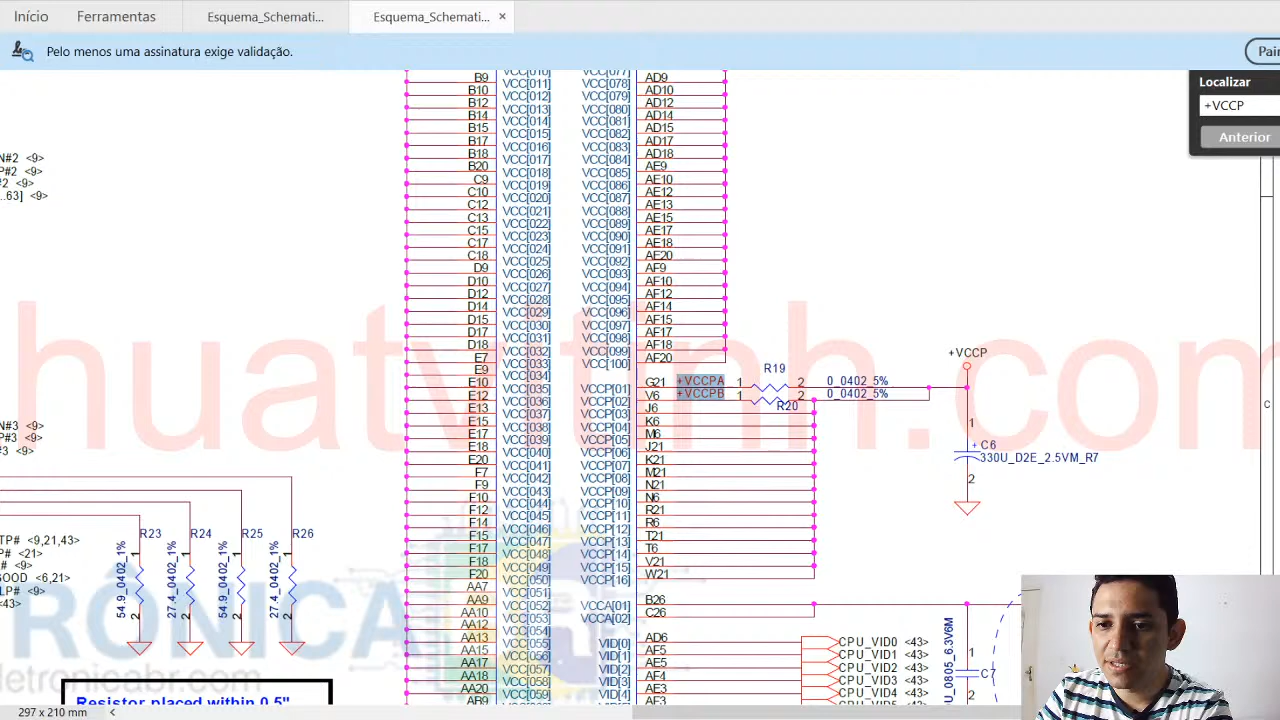 Início
Ferramentas
Esquema_Schemati...
Esquema_Schemati...
×
Pelo menos uma assinatura exige validação.
Localizar
+VCCP
Anterior
N#2 <9>
P#2 <9>
#2 <9>
..63] <9>
N#3 <9>
P#3 <9>
#3 <9>
TP# <9,21,43>
P# <21>
# <9>
GOOD <6,21>
LP# <9>
<43>
B9 VCC[011] VCC[078] AD9
B10 VCC[012] VCC[079] AD10
B12 VCC[013] VCC[080] AD12
B14 VCC[014] VCC[081] AD14
B15 VCC[015] VCC[082] AD15
B17 VCC[016] VCC[083] AD17
B18 VCC[017] VCC[084] AD18
B20 VCC[018] VCC[085] AE9
C9 VCC[019] VCC[086] AE10
C10 VCC[020] VCC[087] AE12
C12 VCC[021] VCC[088] AE13
C13 VCC[022] VCC[089] AE15
C15 VCC[023] VCC[090] AE17
C17 VCC[024] VCC[091] AE18
C18 VCC[025] VCC[092] AE20
D9 VCC[026] VCC[093] AF9
D10 VCC[027] VCC[094] AF10
D12 VCC[028] VCC[095] AF12
D14 VCC[029] VCC[096] AF14
D15 VCC[030] VCC[097] AF15
D17 VCC[031] VCC[098] AF17
D18 VCC[032] VCC[099] AF18
E7 VCC[033] VCC[100] AF20
E9 VCC[034]
E10 VCC[035] VCCP[01] G21 +VCCPA 1 R19 2 0_0402_5% +VCCP
E12 VCC[036] VCCP[02] V6 +VCCPB 1 R20 2 0_0402_5%
E13 VCC[037] VCCP[03] J6
E15 VCC[038] VCCP[04] K6
E17 VCC[039] VCCP[05] M6
E18 VCC[040] VCCP[06] J21
E20 VCC[041] VCCP[07] K21
F7 VCC[042] VCCP[08] M21
F9 VCC[043] VCCP[09] N21
F10 VCC[044] VCCP[10] N6
F12 VCC[045] VCCP[11] R21
F14 VCC[046] VCCP[12] R6
F15 VCC[047] VCCP[13] T21
F17 VCC[048] VCCP[14] T6
F18 VCC[049] VCCP[15] V21
F20 VCC[050] VCCP[16] W21
AA7 VCC[051]
AA9 VCC[052] VCCA[01] B26
AA10 VCC[053] VCCA[02] C26
AA12 VCC[054]
AA13 VCC[055] VID[0] AD6 CPU_VID0 <43>
AA15 VCC[056] VID[1] AF5 CPU_VID1 <43>
AA17 VCC[057] VID[2] AE5 CPU_VID2 <43>
AA18 VCC[058] VID[3] AF4 CPU_VID3 <43>
AA20 VCC[059] VID[4] AE3 CPU_VID4 <43>
AB9 AF3
1
+ C6
330U_D2E_2.5VM_R7
2
1
C7
R23 R24 R25 R26
54.9_0402_1% 27.4_0402_1% 54.9_0402_1% 27.4_0402_1%
1 1 1 1
2 2 2 2
C
huatvtinh.com
RÔNICA
eletronicabr.com
Resistor placed within 0.5"
297 x 210 mm